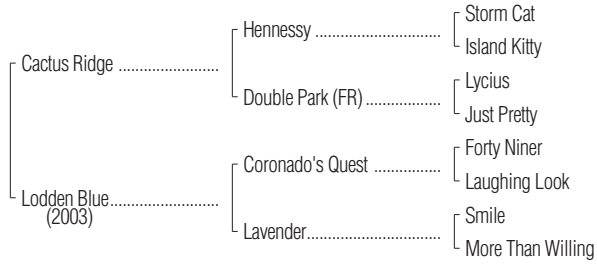 Storm Cat
Hennessy ........................
Island Kitty
Cactus Ridge ........................
Lycius
Double Park (FR) ..................
Just Pretty
Forty Niner
Coronado's Quest ................
Laughing Look
Lodden Blue..........................
(2003)
Smile
Lavender................................
More Than Willing